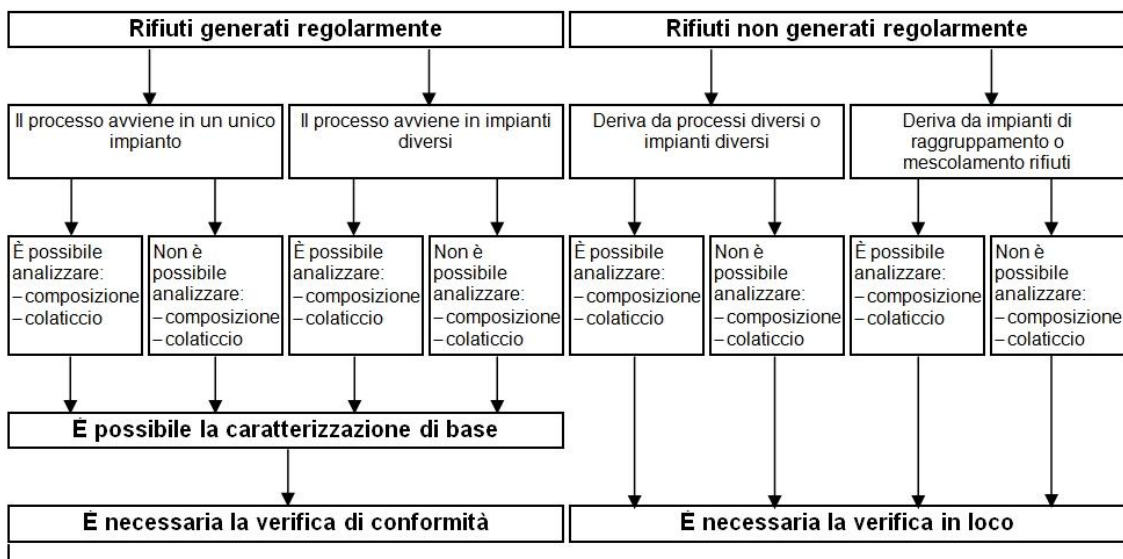 Rifiuti generati regolarmente
Rifiuti non generati regolarmente
Il processo avviene in un unico
impianto
Il processo avviene in impianti
diversi
Deriva da processi diversi o
impianti diversi
Deriva da impianti di
raggruppamento o
mescolamento rifiuti
È possibile
analizzare:
– composizione
– colaticcio
Non è
possibile
analizzare:
– composizione
– colaticcio
È possibile
analizzare:
– composizione
– colaticcio
Non è
possibile
analizzare:
– composizione
– colaticcio
È possibile
analizzare:
– composizione
– colaticcio
Non è
possibile
analizzare:
– composizione
– colaticcio
È possibile
analizzare:
– composizione
– colaticcio
Non è
possibile
analizzare:
– composizione
– colaticcio
È possibile la caratterizzazione di base
È necessaria la verifica di conformità
È necessaria la verifica in loco